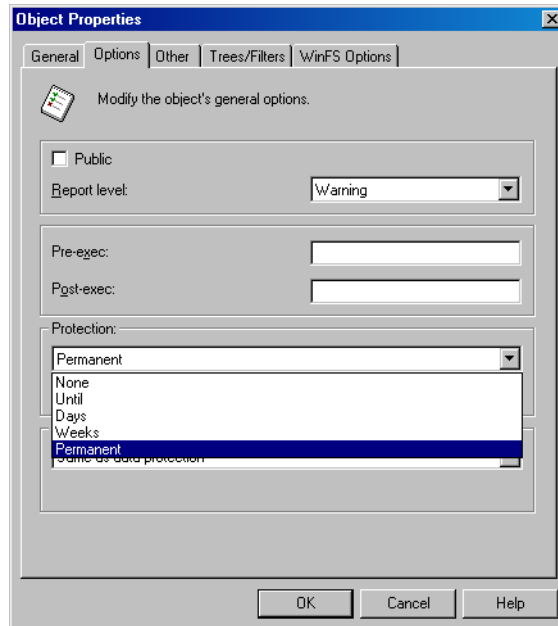 Object Properties
General Options Other Trees/Filters WinFS Options
Modify the object's general options.
Public
Report level: Warning
Pre-exec:
Post-exec:
Protection:
Permanent
None
Until
Days
Weeks
Permanent
Same as data protection
OK Cancel Help